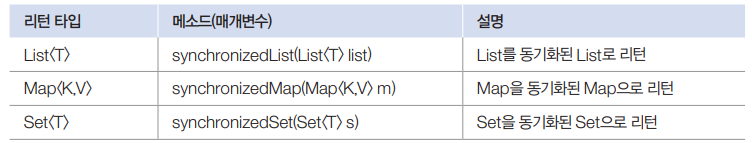 리턴 타입 메소드(매개변수) 설명
List〈T〉 synchronizedList(List〈T〉 list) List를 동기화된 List로 리턴
Map〈K,V〉 synchronizedMap(Map〈K,V〉 m) Map을 동기화된 Map으로 리턴
Set〈T〉 synchronizedSet(Set〈T〉 s) Set을 동기화된 Set으로 리턴